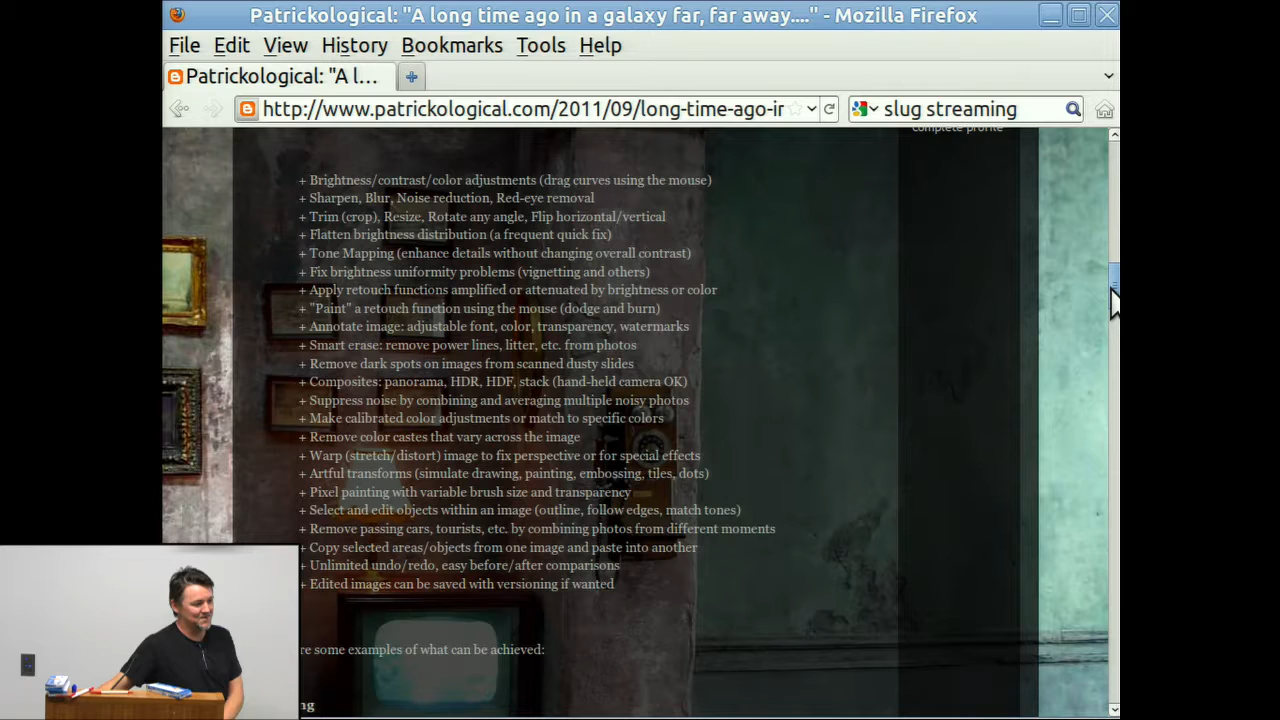 Patrickological: "A long time ago in a galaxy far, far away...." - Mozilla Firefox
File Edit View History Bookmarks Tools Help
Patrickological: "A l...
http://www.patrickological.com/2011/09/long-time-ago-in
slug streaming
complete profile
+ Brightness/contrast/color adjustments (drag curves using the mouse)
+ Sharpen, Blur, Noise reduction, Red-eye removal
+ Trim (crop), Resize, Rotate any angle, Flip horizontal/vertical
+ Flatten brightness distribution (a frequent quick fix)
+ Tone Mapping (enhance details without changing overall contrast)
+ Fix brightness uniformity problems (vignetting and others)
+ Apply retouch functions amplified or attenuated by brightness or color
+ "Paint" a retouch function using the mouse (dodge and burn)
+ Annotate image: adjustable font, color, transparency, watermarks
+ Smart erase: remove power lines, litter, etc. from photos
+ Remove dark spots on images from scanned dusty slides
+ Composites: panorama, HDR, HDF, stack (hand-held camera OK)
+ Suppress noise by combining and averaging multiple noisy photos
+ Make calibrated color adjustments or match to specific colors
+ Remove color castes that vary across the image
+ Warp (stretch/distort) image to fix perspective or for special effects
+ Artful transforms (simulate drawing, painting, embossing, tiles, dots)
+ Pixel painting with variable brush size and transparency
+ Select and edit objects within an image (outline, follow edges, match tones)
+ Remove passing cars, tourists, etc. by combining photos from different moments
+ Copy selected areas/objects from one image and paste into another
+ Unlimited undo/redo, easy before/after comparisons
+ Edited images can be saved with versioning if wanted
re some examples of what can be achieved:
ng